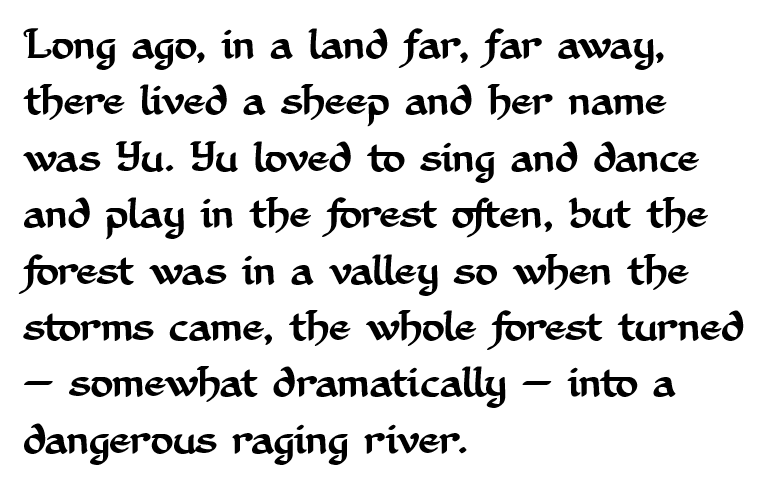 Long ago, in a land far, far away,
there lived a sheep and her name
was Yu. Yu loved to sing and dance
and play in the forest often, but the
forest was in a valley so when the
storms came, the whole forest turned
— somewhat dramatically — into a
dangerous raging river.